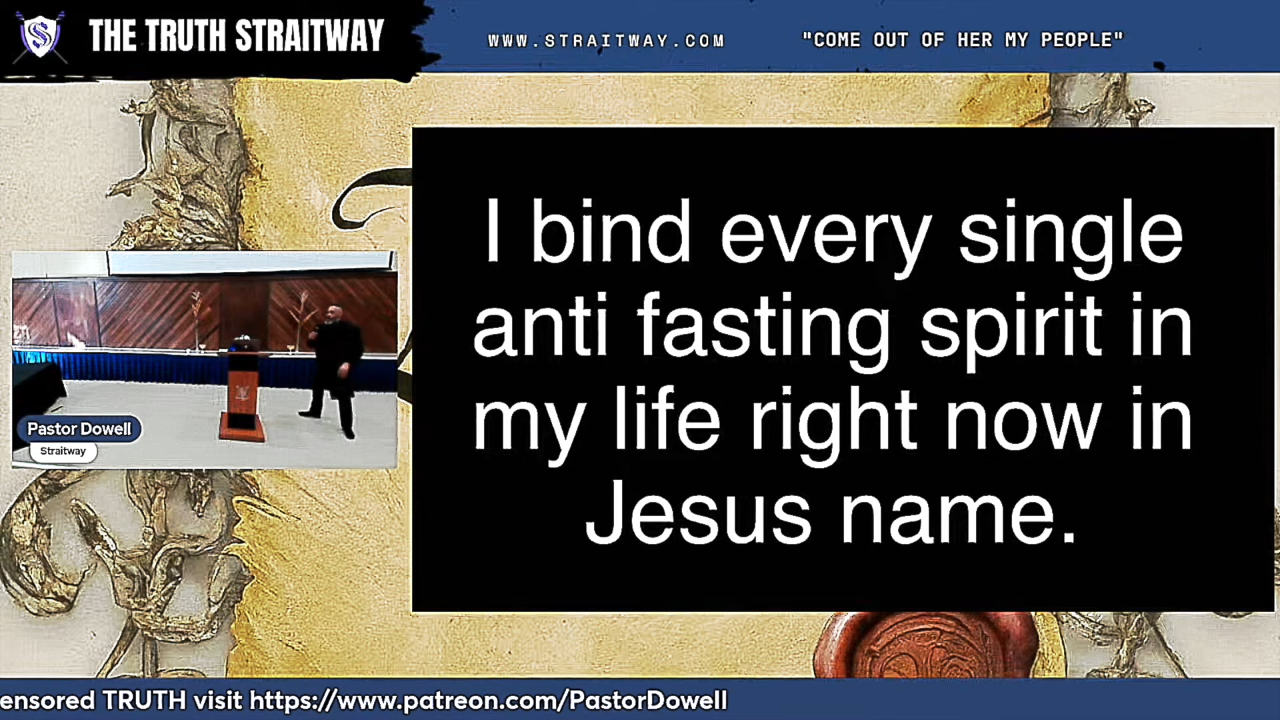 THE TRUTH STRAITWAY
WWW.STRAITWAY.COM
"COME OUT OF HER MY PEOPLE"
I bind every single
anti fasting spirit in
my life right now in
Jesus name.
Pastor Dowell
Straitway
ensored TRUTH visit https://www.patreon.com/PastorDowell